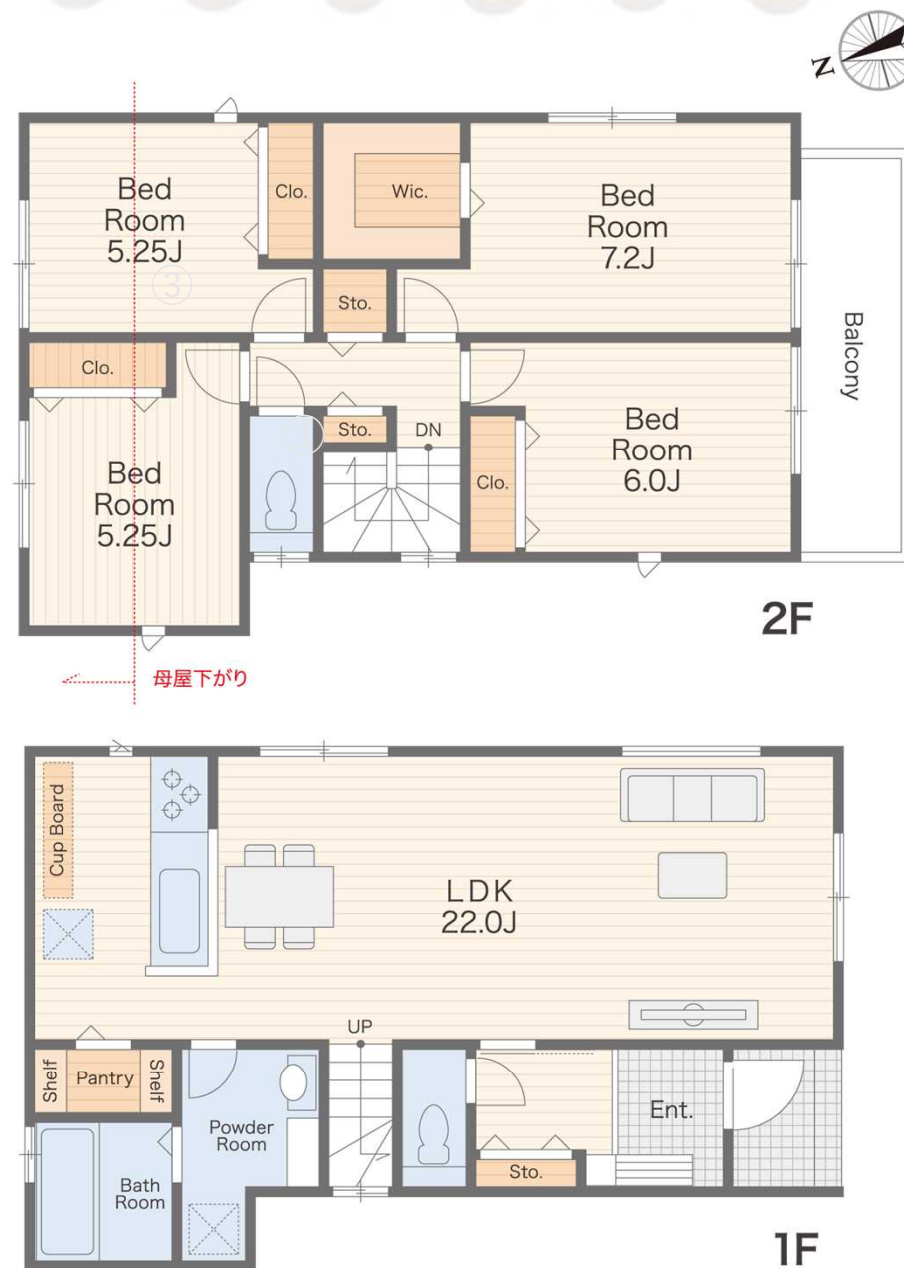 N
Bed
Room
5.25J
③
Clo.
Wic.
Bed
Room
7.2J
Sto.
Balcony
Clo.
Bed
Room
5.25J
Sto.
DN
Clo.
Bed
Room
6.0J
2F
母屋下がり
Cup Board
LDK
22.0J
UP
Shelf
Pantry
Shelf
Powder
Room
Bath
Room
Ent.
Sto.
1F